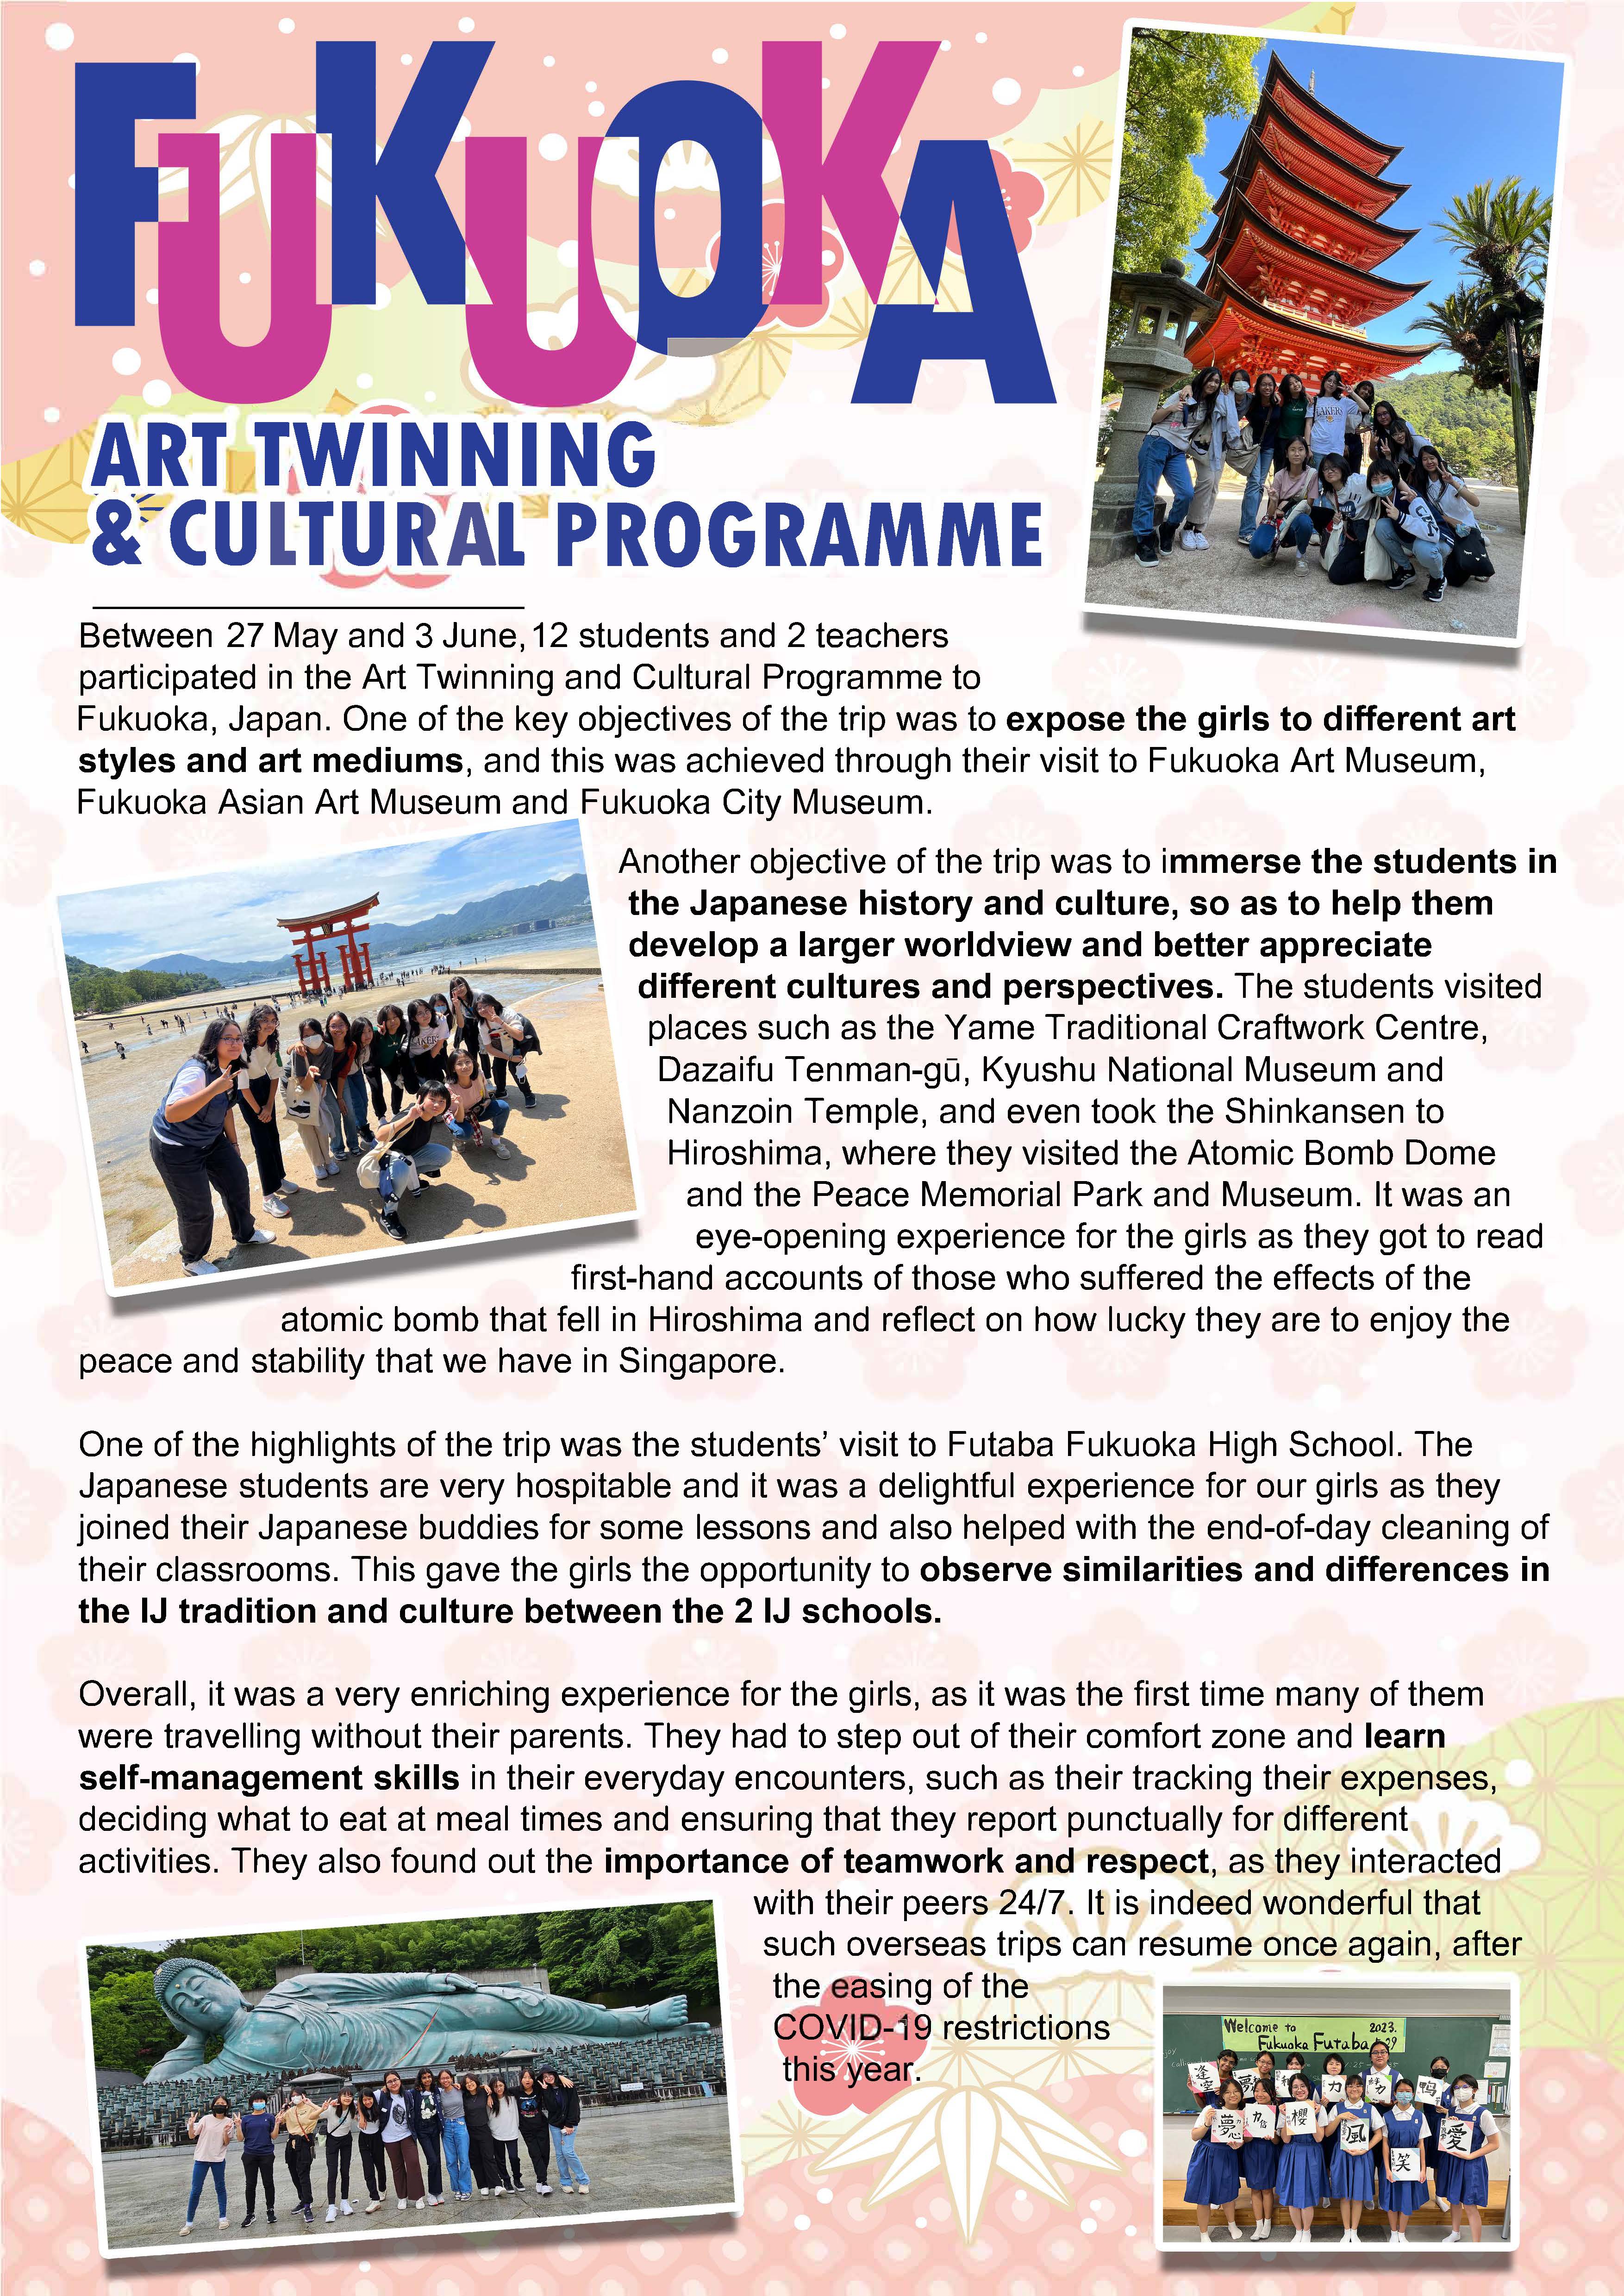 FUKUOKA
ART TWINNING
& CULTURAL PROGRAMME
Between 27 May and 3 June, 12 students and 2 teachers
participated in the Art Twinning and Cultural Programme to
Fukuoka, Japan. One of the key objectives of the trip was to expose the girls to different art
styles and art mediums, and this was achieved through their visit to Fukuoka Art Museum,
Fukuoka Asian Art Museum and Fukuoka City Museum.
Another objective of the trip was to immerse the students in
the Japanese history and culture, so as to help them
develop a larger worldview and better appreciate
different cultures and perspectives. The students visited
places such as the Yame Traditional Craftwork Centre,
Dazaifu Tenman-gū, Kyushu National Museum and
Nanzoin Temple, and even took the Shinkansen to
Hiroshima, where they visited the Atomic Bomb Dome
and the Peace Memorial Park and Museum. It was an
eye-opening experience for the girls as they got to read
first-hand accounts of those who suffered the effects of the
atomic bomb that fell in Hiroshima and reflect on how lucky they are to enjoy the
peace and stability that we have in Singapore.
One of the highlights of the trip was the students’ visit to Futaba Fukuoka High School. The
Japanese students are very hospitable and it was a delightful experience for our girls as they
joined their Japanese buddies for some lessons and also helped with the end-of-day cleaning of
their classrooms. This gave the girls the opportunity to observe similarities and differences in
the IJ tradition and culture between the 2 IJ schools.
Overall, it was a very enriching experience for the girls, as it was the first time many of them
were travelling without their parents. They had to step out of their comfort zone and learn
self-management skills in their everyday encounters, such as their tracking their expenses,
deciding what to eat at meal times and ensuring that they report punctually for different
activities. They also found out the importance of teamwork and respect, as they interacted
with their peers 24/7. It is indeed wonderful that
such overseas trips can resume once again, after
the easing of the
COVID-19 restrictions
this year.
Welcome to 2023.
Fukuoka Futaba
夢 櫻 風 笑 愛